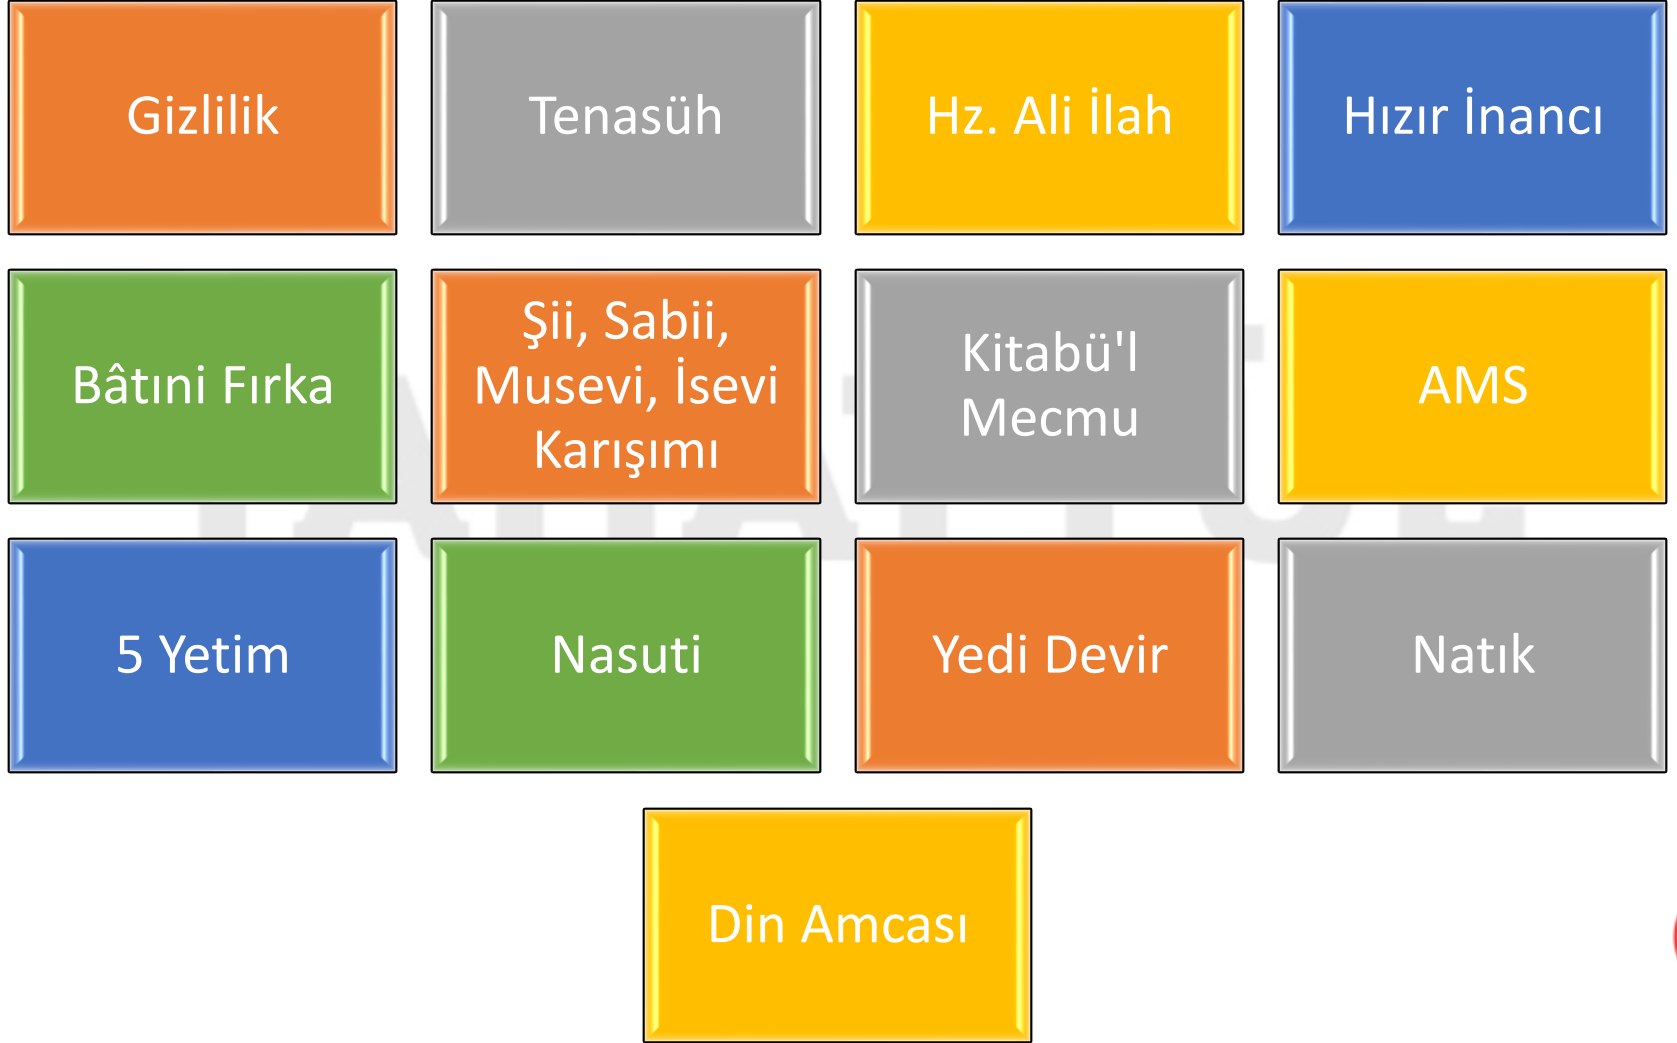 Gizlilik
Tenasüh
Hz. Ali İlah
Hızır İnancı
Bâtıni Fırka
Şii, Sabii,
Musevi, İsevi
Karışımı
Kitabü'l
Mecmu
AMS
5 Yetim
Nasuti
Yedi Devir
Natık
Din Amcası